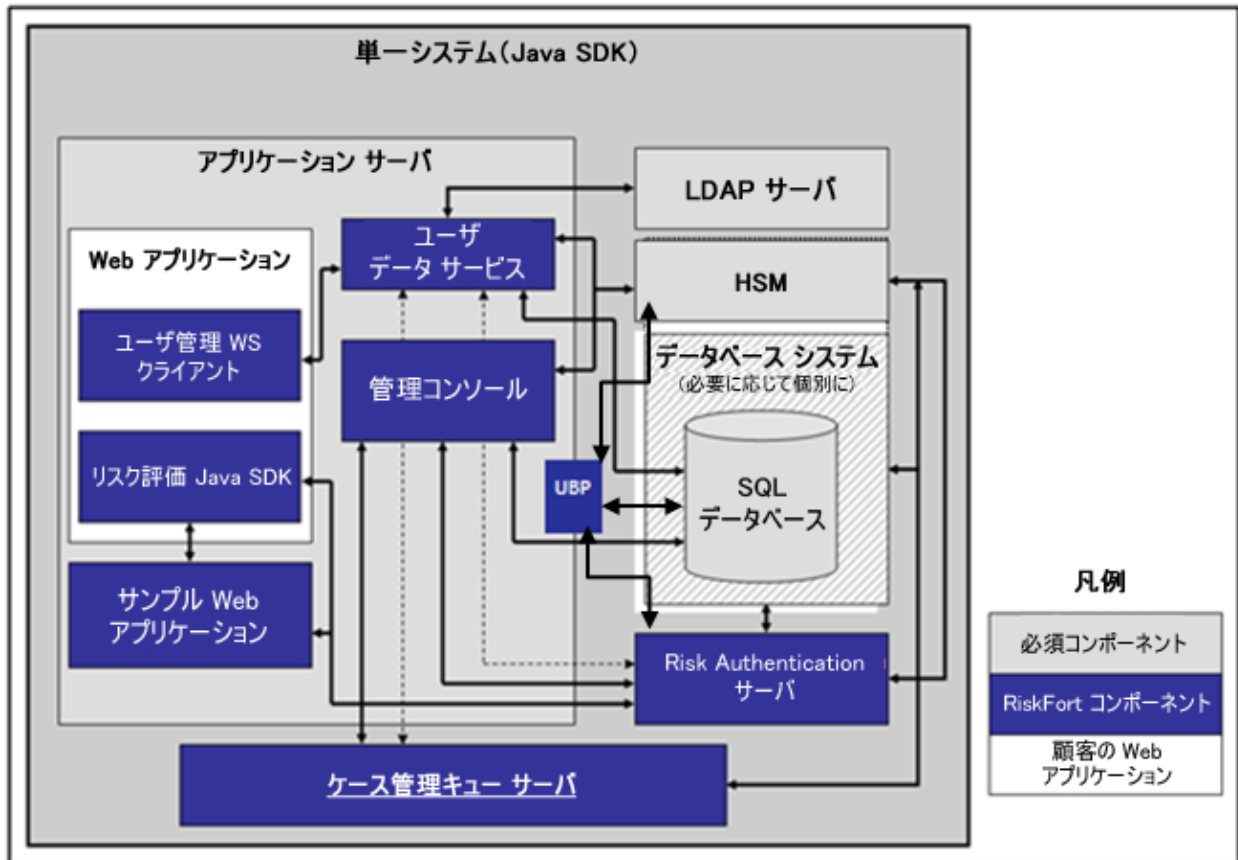 単一システム（Java SDK）
アプリケーション サーバ
Web アプリケーション
ユーザ管理 WS
クライアント
リスク評価 Java SDK
サンプル Web
アプリケーション
ユーザ
データ サービス
管理コンソール
UBP
LDAP サーバ
HSM
データベース システム
（必要に応じて個別に）
SQL
データベース
Risk Authentication
サーバ
ケース管理キュー サーバ
凡例
必須コンポーネント
RiskFort コンポーネント
顧客の Web
アプリケーション